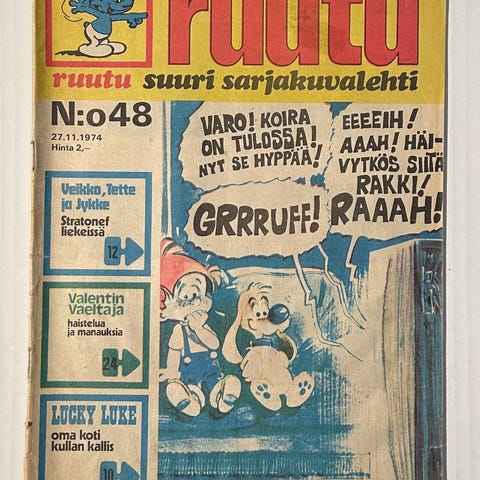 ruutu
ruutu suuri sarjakuvalehti
N:o 48
27.11.1974
Hinta 2,—
Veikko, Tette
ja Jykke
Stratonef
liekeissä
12
Valentin
Vaeltaja
haistelua
ja manauksia
24
LUCKY LUKE
oma koti
kullan kallis
10
VARO! KOIRA
ON TULOSSA!
NYT SE HYPPÄÄ!
GRRRUFF!
EEEEIH!
AAAH! HÄI-
VYTKÖS SIITÄ
RAKKI!
RAAAH!